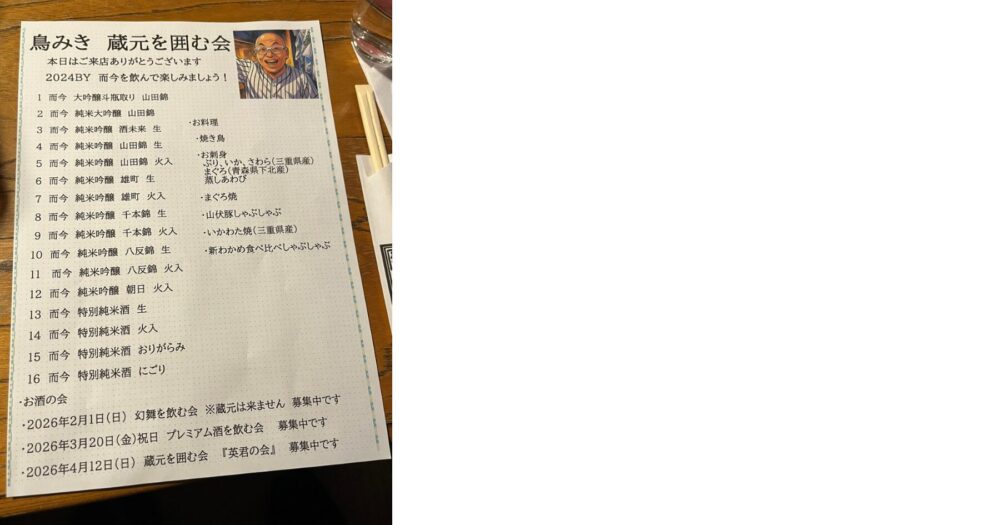 鳥みき 蔵元を囲む会
本日はご来店ありがとうございます
2024BY 而今を飲んで楽しみましょう！
1 而今 大吟醸斗瓶取り 山田錦
2 而今 純米大吟醸 山田錦
3 而今 純米吟醸 酒未来 生
4 而今 純米吟醸 山田錦 生
5 而今 純米吟醸 山田錦 火入
6 而今 純米吟醸 雄町 生
7 而今 純米吟醸 雄町 火入
8 而今 純米吟醸 千本錦 生
9 而今 純米吟醸 千本錦 火入
10 而今 純米吟醸 八反錦 生
11 而今 純米吟醸 八反錦 火入
12 而今 純米吟醸 朝日 火入
13 而今 特別純米酒 生
14 而今 特別純米酒 火入
15 而今 特別純米酒 おりがらみ
16 而今 特別純米酒 にごり
・お料理
・焼き鳥
・お刺身
ぶり、いか、さわら（三重県産）
まぐろ（青森県下北産）
蒸しあわび
・まぐろ焼
・山伏豚しゃぶしゃぶ
・いかわた焼（三重県産）
・新わかめ食べ比べしゃぶしゃぶ
・お酒の会
・2026年2月1日（日） 幻舞を飲む会 ※蔵元は来ません 募集中です
・2026年3月20日（金）祝日 プレミアム酒を飲む会 募集中です
・2026年4月12日（日） 蔵元を囲む会 『英君の会』 募集中です